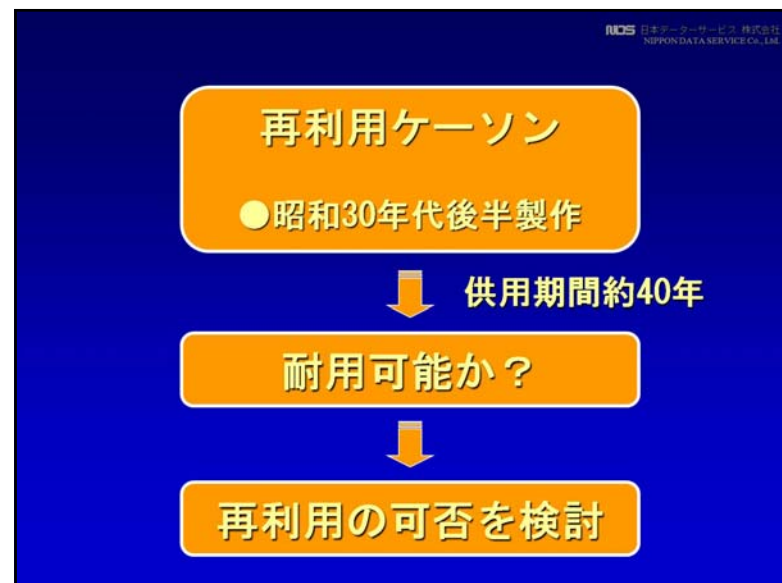 NDS 日本データーサービス 株式会社
NIPPON DATA SERVICE Co., Ltd.
再利用ケーソン
●昭和30年代後半製作
供用期間約40年
耐用可能か？
再利用の可否を検討